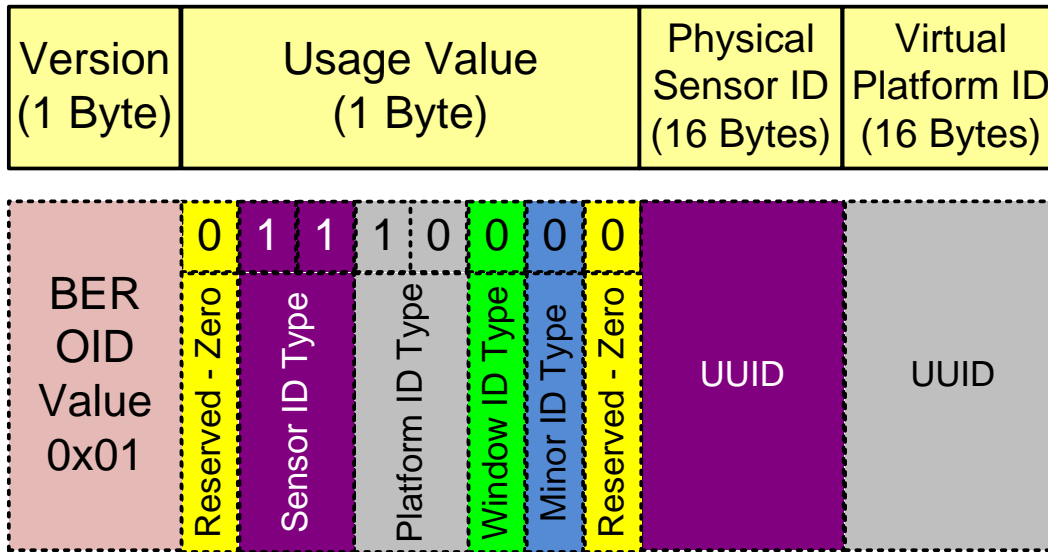 Version
(1 Byte)
Usage Value
(1 Byte)
Physical
Sensor ID
(16 Bytes)
Virtual
Platform ID
(16 Bytes)
BER
OID
Value
0x01
0 1 1 1 0 0 0 0
Reserved - Zero
Sensor ID Type
Platform ID Type
Window ID Type
Minor ID Type
Reserved - Zero
UUID
UUID